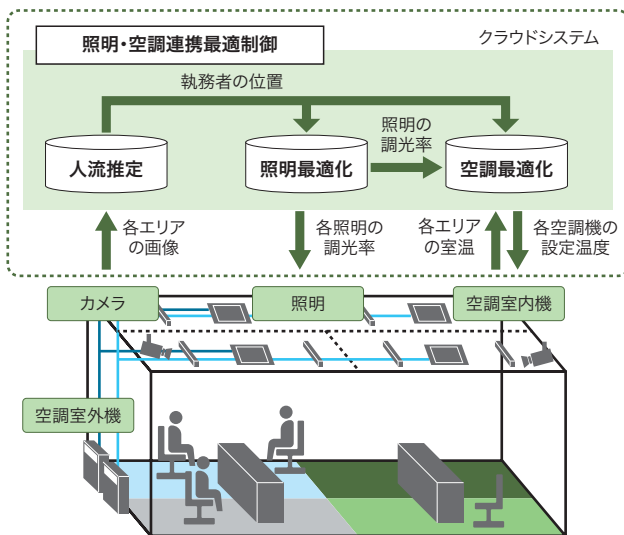 クラウドシステム
照明・空調連携最適制御
執務者の位置
照明の
調光率
人流推定
照明最適化
空調最適化
各エリア
の画像
各照明の
調光率
各エリア
の室温
各空調機の
設定温度
カメラ
照明
空調室内機
空調室外機